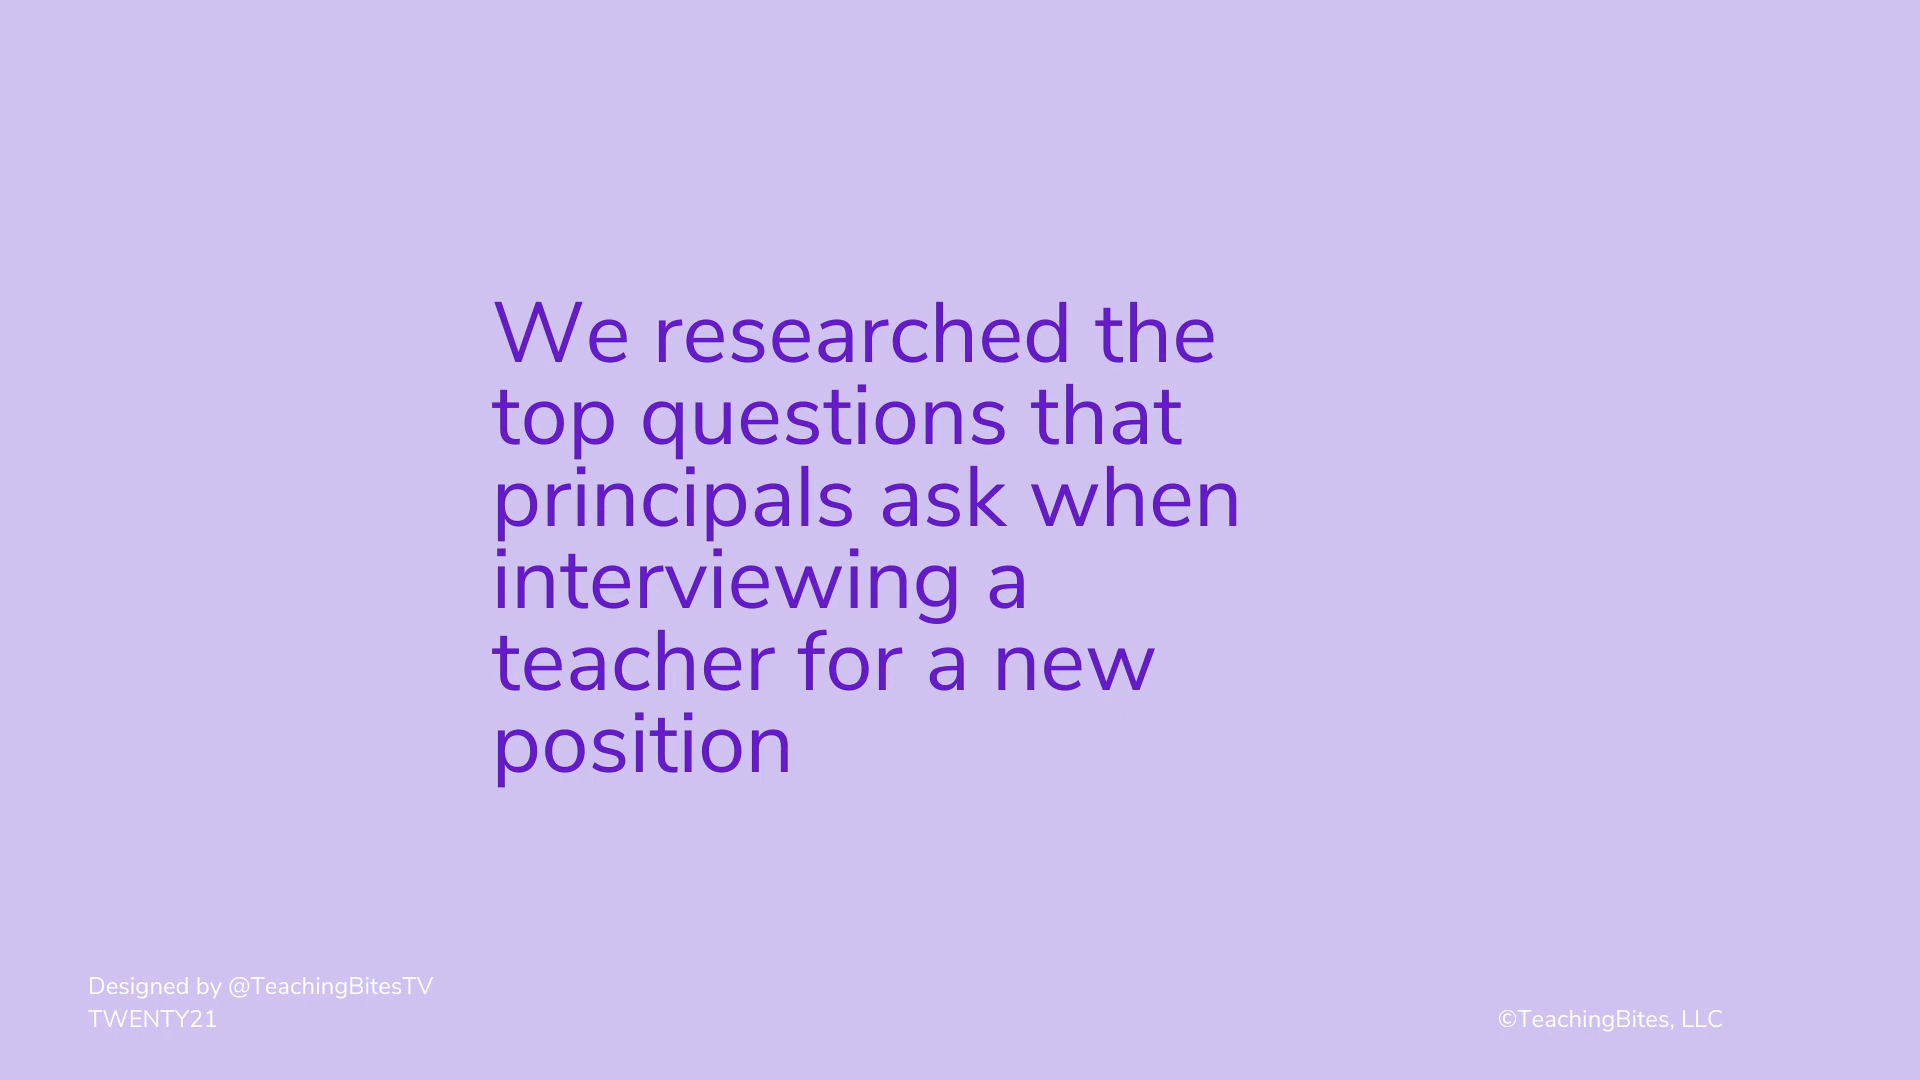 We researched the
top questions that
principals ask when
interviewing a
teacher for a new
position
Designed by @TeachingBitesTV
TWENTY21
©TeachingBites, LLC